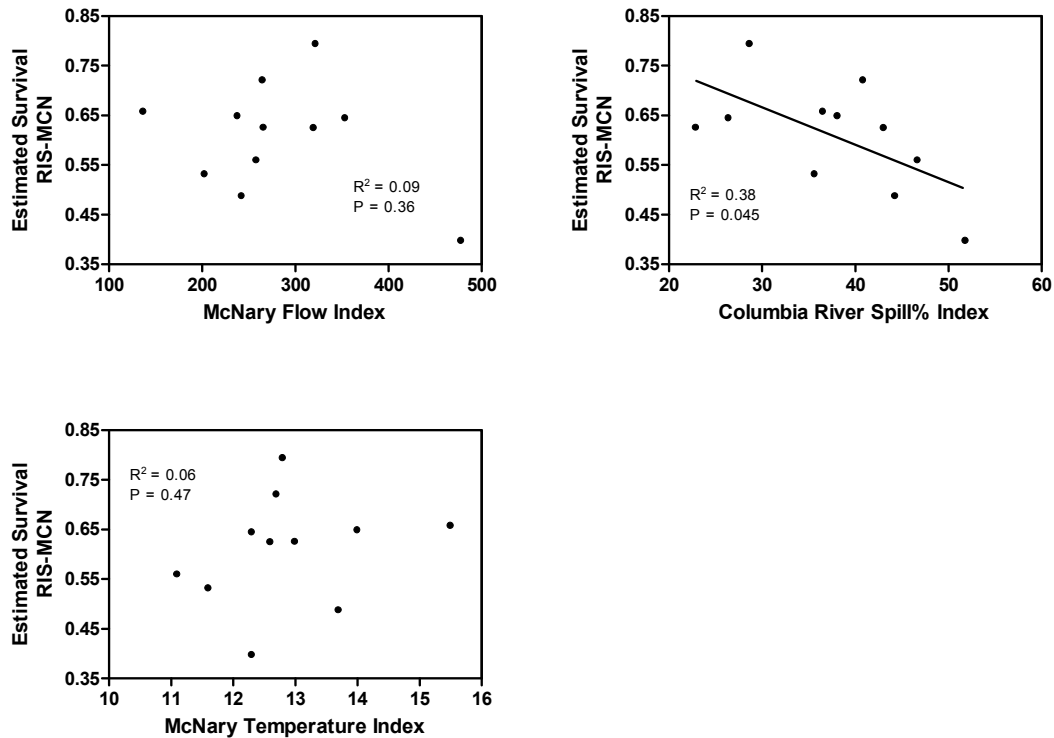 0.85
0.75
0.65
0.55
0.45
0.35
Estimated Survival
RIS-MCN
R² = 0.09
P = 0.36
100 200 300 400 500
McNary Flow Index
0.85
0.75
0.65
0.55
0.45
0.35
Estimated Survival
RIS-MCN
R² = 0.38
P = 0.045
20 30 40 50 60
Columbia River Spill% Index
0.85
0.75
0.65
0.55
0.45
0.35
Estimated Survival
RIS-MCN
R² = 0.06
P = 0.47
10 11 12 13 14 15 16
McNary Temperature Index